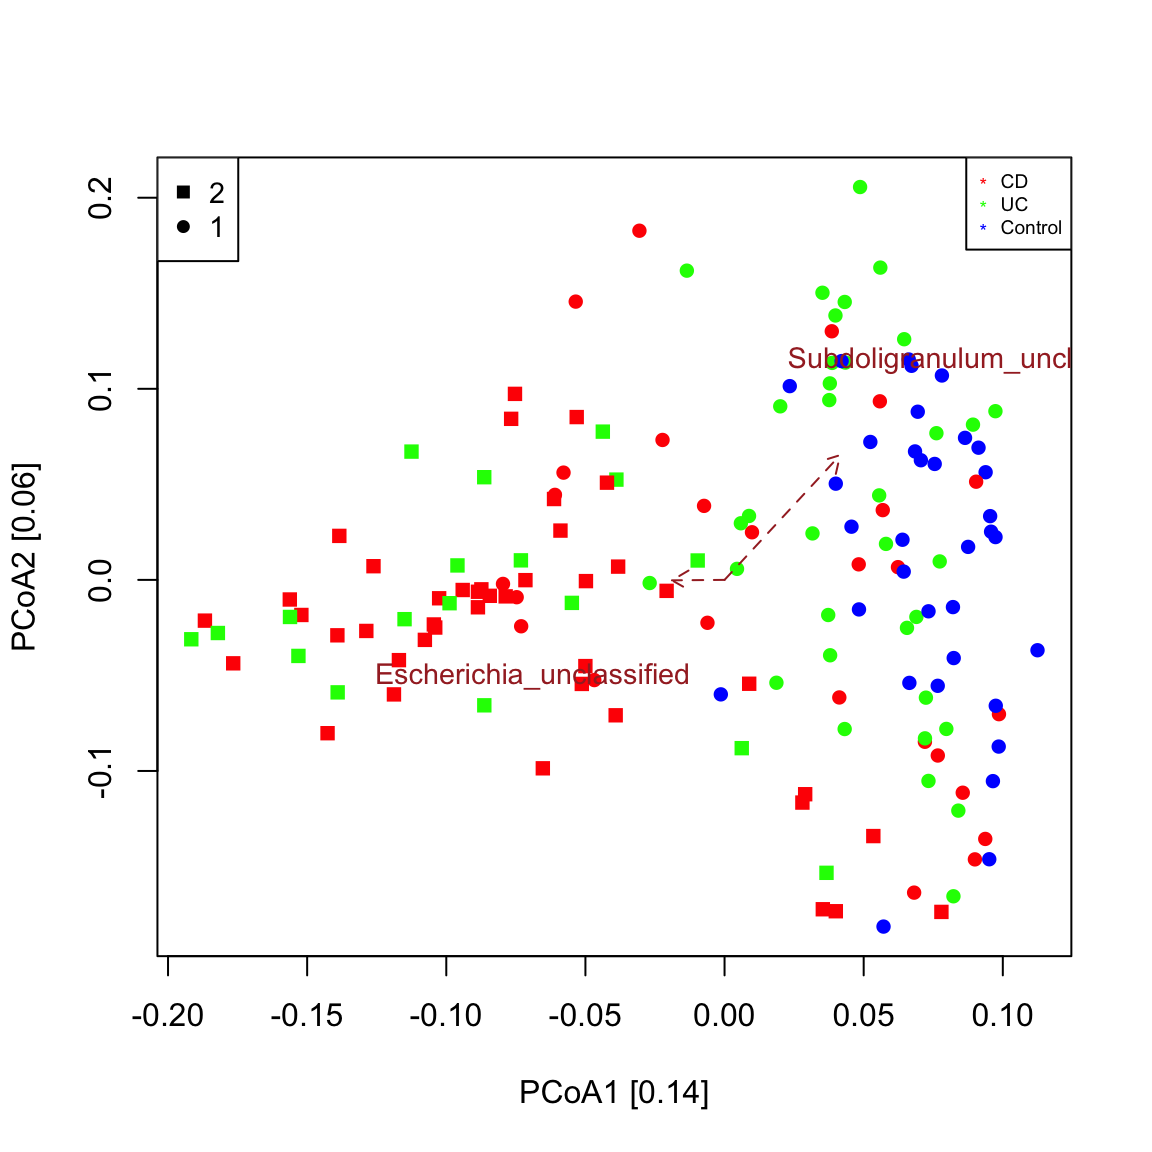 2
1
* CD
* UC
* Control
0.2
0.1
0.0
-0.1
PCoA2 [0.06]
Subdoligranulum_uncl
Escherichia_unclassified
-0.20 -0.15 -0.10 -0.05 0.00 0.05 0.10
PCoA1 [0.14]